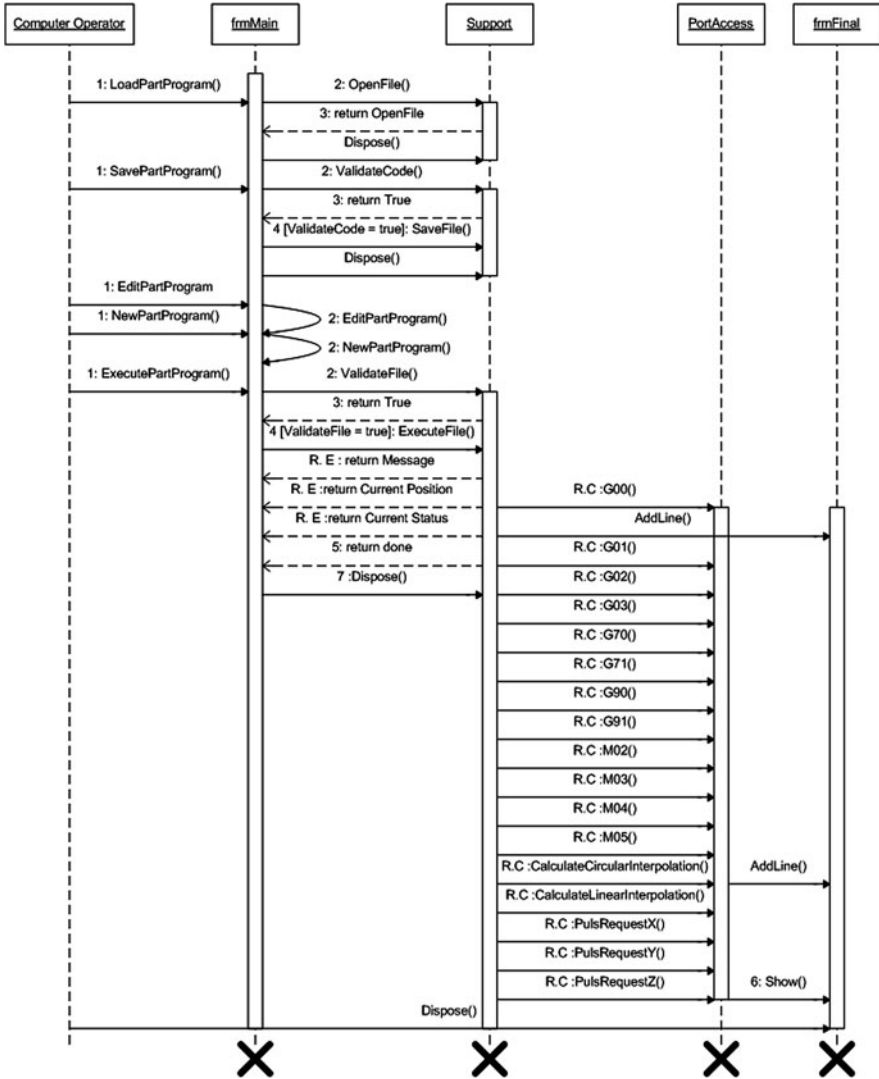 Computer Operator
frmMain
Support
PortAccess
frmFinal
1: LoadPartProgram()
2: OpenFile()
3: return OpenFile
Dispose()
1: SavePartProgram()
2: ValidateCode()
3: return True
4 [ValidateCode = true]: SaveFile()
Dispose()
1: EditPartProgram
1: NewPartProgram()
2: EditPartProgram()
2: NewPartProgram()
1: ExecutePartProgram()
2: ValidateFile()
3: return True
4 [ValidateFile = true]: ExecuteFile()
R. E : return Message
R. E :return Current Position
R.C :G00()
R. E :return Current Status
AddLine()
5: return done
R.C :G01()
7 :Dispose()
R.C :G02()
R.C :G03()
R.C :G70()
R.C :G71()
R.C :G90()
R.C :G91()
R.C :M02()
R.C :M03()
R.C :M04()
R.C :M05()
R.C :CalculateCircularInterpolation()
AddLine()
R.C :CalculateLinearInterpolation()
R.C :PulsRequestX()
R.C :PulsRequestY()
R.C :PulsRequestZ()
6: Show()
Dispose()